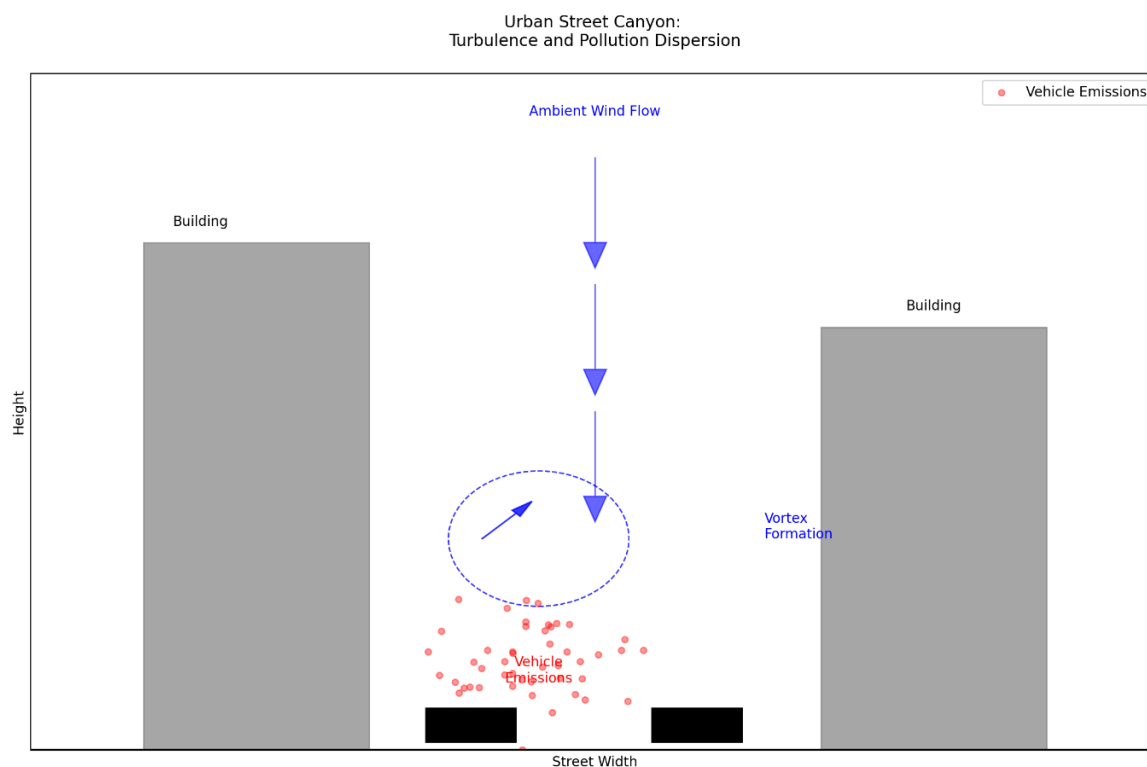 Urban Street Canyon:
Turbulence and Pollution Dispersion
Vehicle Emissions
Ambient Wind Flow
Building
Building
Height
Vortex
Formation
Vehicle
Emissions
Street Width